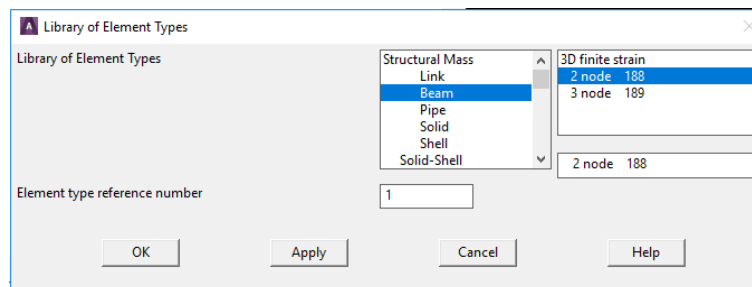 Library of Element Types
Library of Element Types
Structural Mass
Link
Beam
Pipe
Solid
Shell
Solid-Shell
3D finite strain
2 node 188
3 node 189
2 node 188
Element type reference number
1
OK
Apply
Cancel
Help